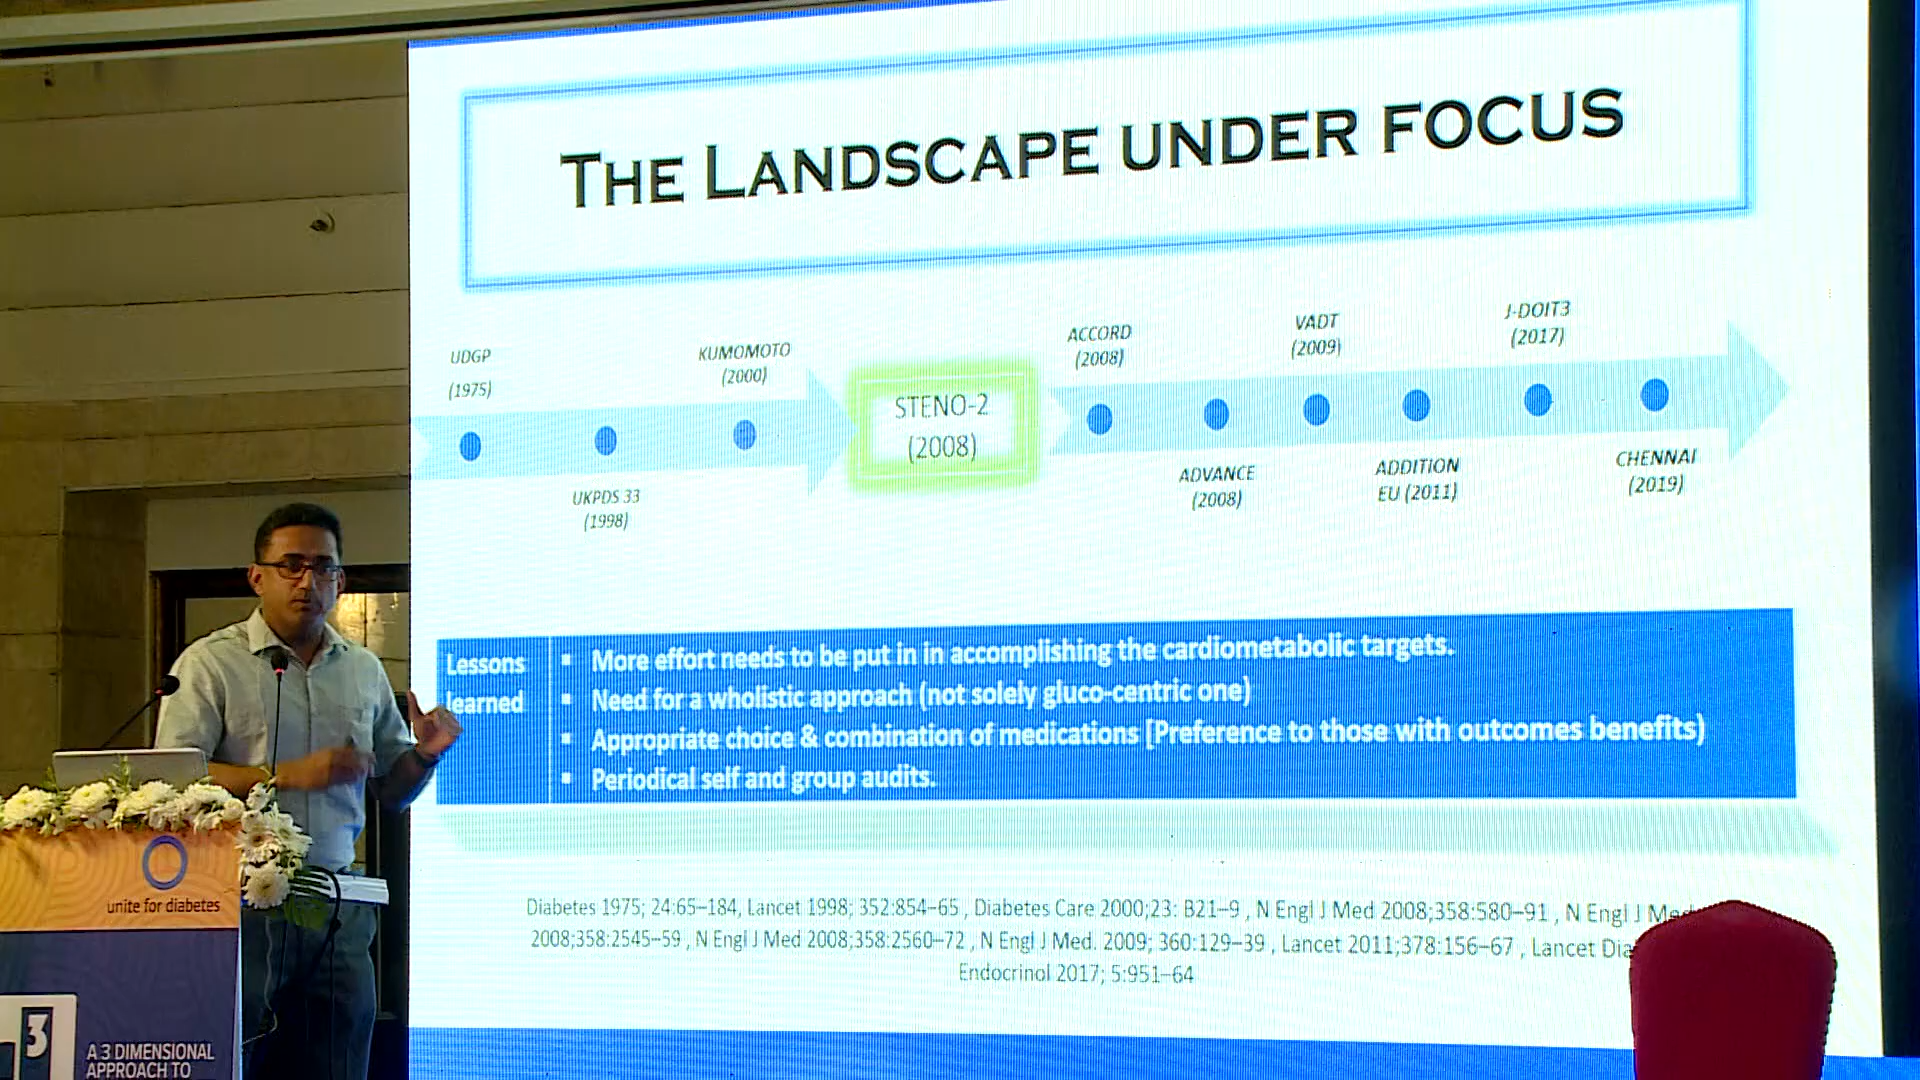 THE LANDSCAPE UNDER FOCUS
UDGP
(1975)
UKPDS 33
(1998)
KUMOMOTO
(2000)
STENO-2
(2008)
ACCORD
(2008)
ADVANCE
(2008)
VADT
(2009)
ADDITION
EU (2011)
J-DOIT3
(2017)
CHENNAI
(2019)
Lessons
learned
▪ More effort needs to be put in in accomplishing the cardiometabolic targets.
▪ Need for a wholistic approach (not solely gluco-centric one)
▪ Appropriate choice & combination of medications [Preference to those with outcomes benefits)
▪ Periodical self and group audits.
Diabetes 1975; 24:65–184, Lancet 1998; 352:854–65 , Diabetes Care 2000;23: B21–9 , N Engl J Med 2008;358:580–91 , N Engl J Med
2008;358:2545–59 , N Engl J Med 2008;358:2560–72 , N Engl J Med. 2009; 360:129–39 , Lancet 2011;378:156–67 , Lancet Dia
Endocrinol 2017; 5:951–64
unite for diabetes
3
A 3 DIMENSIONAL
APPROACH TO